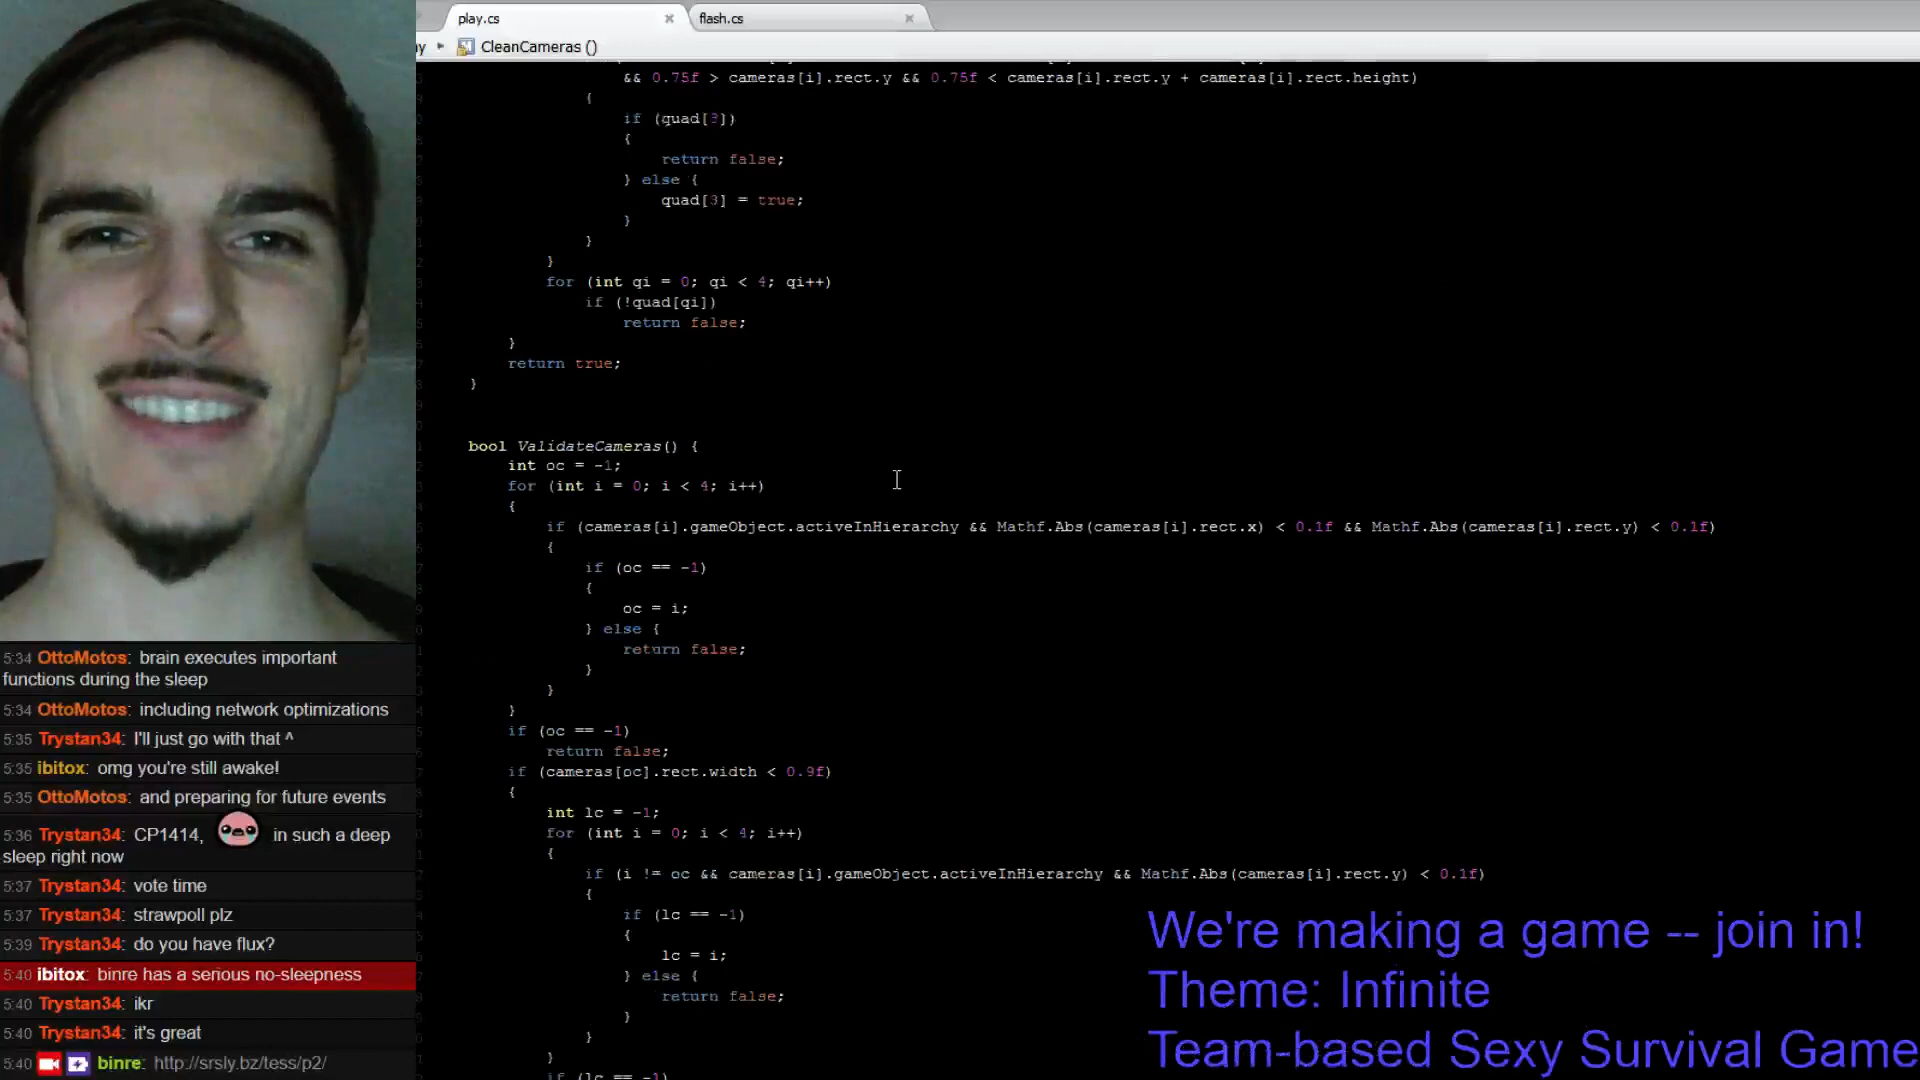 play.cs
flash.cs
CleanCameras ()
&& 0.75f > cameras[i].rect.y && 0.75f < cameras[i].rect.y + cameras[i].rect.height)
{
if (quad[3])
{
return false;
} else {
quad[3] = true;
}
}
}
for (int qi = 0; qi < 4; qi++)
if (!quad[qi])
return false;
}
return true;
}
bool ValidateCameras() {
int oc = -1;
for (int i = 0; i < 4; i++)
{
if (cameras[i].gameObject.activeInHierarchy && Mathf.Abs(cameras[i].rect.x) < 0.1f && Mathf.Abs(cameras[i].rect.y) < 0.1f)
{
if (oc == -1)
{
oc = i;
} else {
return false;
}
}
}
if (oc == -1)
return false;
if (cameras[oc].rect.width < 0.9f)
{
int lc = -1;
for (int i = 0; i < 4; i++)
{
if (i != oc && cameras[i].gameObject.activeInHierarchy && Mathf.Abs(cameras[i].rect.y) < 0.1f)
{
if (lc == -1)
{
lc = i;
} else {
return false;
}
}
}
if (lc == -1)
5:34 OttoMotos: brain executes important
functions during the sleep
5:34 OttoMotos: including network optimizations
5:35 Trystan34: I'll just go with that ^
5:35 ibitox: omg you're still awake!
5:35 OttoMotos: and preparing for future events
5:36 Trystan34: CP1414, in such a deep
sleep right now
5:37 Trystan34: vote time
5:37 Trystan34: strawpoll plz
5:39 Trystan34: do you have flux?
5:40 ibitox: binre has a serious no-sleepness
5:40 Trystan34: ikr
5:40 Trystan34: it's great
5:40 binre: http://srsly.bz/tess/p2/
We're making a game -- join in!
Theme: Infinite
Team-based Sexy Survival Game